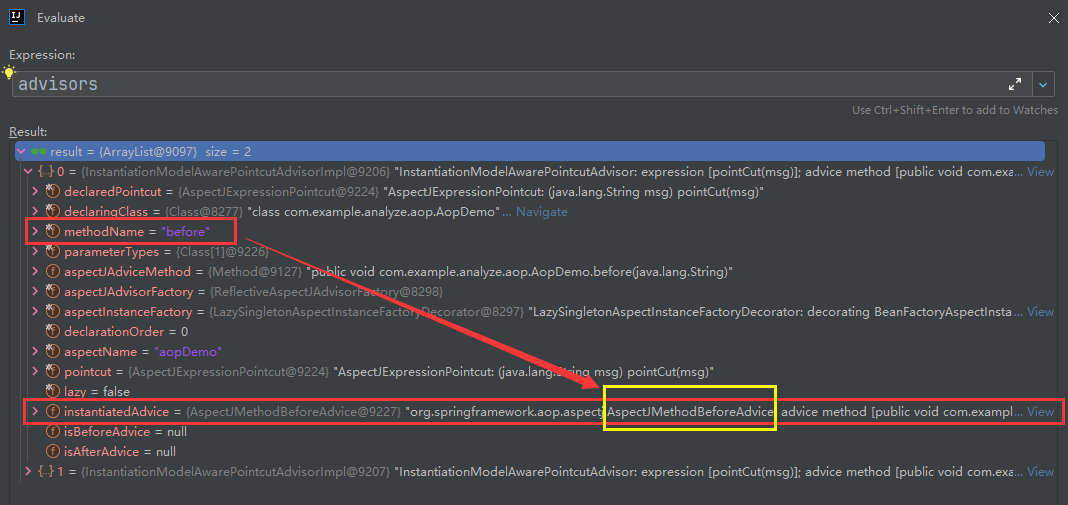 Evaluate
Expression:
advisors
Use Ctrl+Shift+Enter to add to Watches
Result:
result = {ArrayList@9097} size = 2
0 = {InstantiationModelAwarePointcutAdvisorImpl@9206} "InstantiationModelAwarePointcutAdvisor: expression [pointCut(msg)]; advice method [public void com.exa... View
declaredPointcut = {AspectJExpressionPointcut@9224} "AspectJExpressionPointcut: (java.lang.String msg) pointCut(msg)"
declaringClass = {Class@8277} "class com.example.analyze.aop.AopDemo" ... Navigate
methodName = "before"
parameterTypes = {Class[1]@9226}
aspectJAdviceMethod = {Method@9127} "public void com.example.analyze.aop.AopDemo.before(java.lang.String)"
aspectJAdvisorFactory = {ReflectiveAspectJAdvisorFactory@8298}
aspectInstanceFactory = {LazySingletonAspectInstanceFactoryDecorator@8297} "LazySingletonAspectInstanceFactoryDecorator: decorating BeanFactoryAspectInsta... View
declarationOrder = 0
aspectName = "aopDemo"
pointcut = {AspectJExpressionPointcut@9224} "AspectJExpressionPointcut: (java.lang.String msg) pointCut(msg)"
lazy = false
instantiatedAdvice = {AspectJMethodBeforeAdvice@9227} "org.springframework.aop.aspectj.AspectJMethodBeforeAdvice: advice method [public void com.exampl... View
isBeforeAdvice = null
isAfterAdvice = null
1 = {InstantiationModelAwarePointcutAdvisorImpl@9207} "InstantiationModelAwarePointcutAdvisor: expression [pointCut(msg)]; advice method [public void com.exa... View